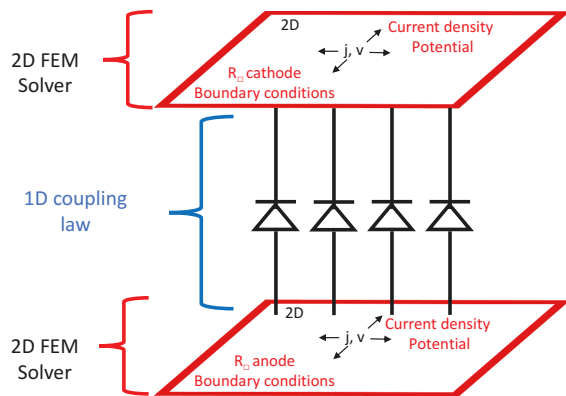 2D
Current density
Potential
j, v
R□ cathode
Boundary conditions
2D FEM
Solver
1D coupling
law
2D
Current density
Potential
j, v
R□ anode
Boundary conditions
2D FEM
Solver